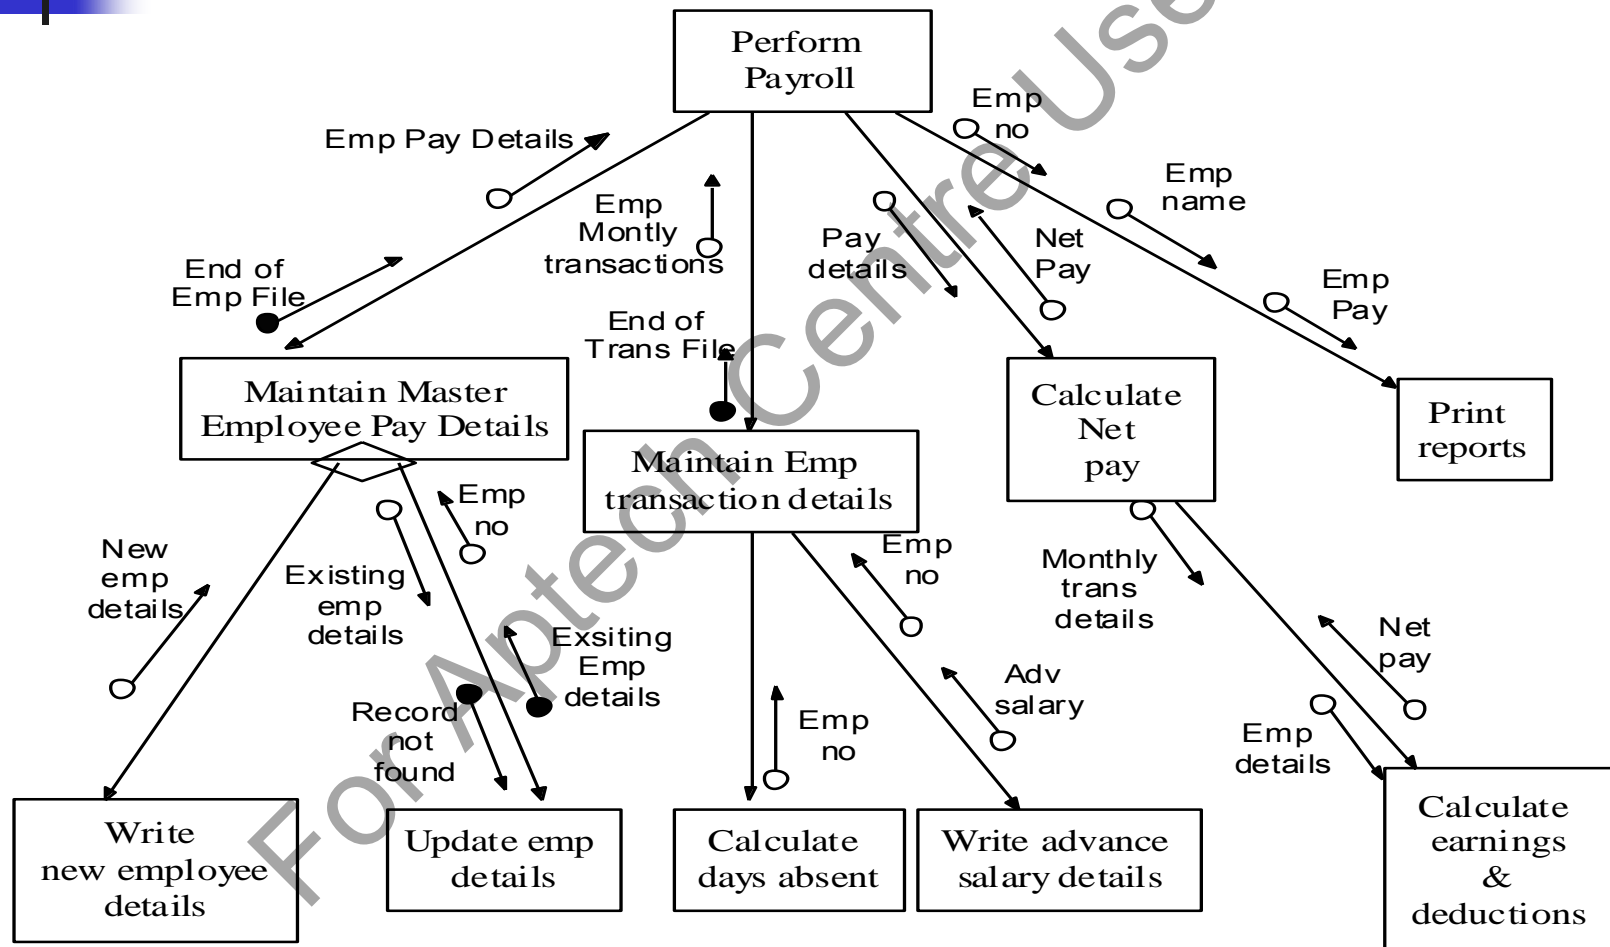 Perform
Payroll
Emp
no
Emp Pay Details
Emp
name
Emp
Montly
transactions
Pay
details
Net
Pay
End of
Emp File
Emp
Pay
End of
Trans File
Maintain Master
Employee Pay Details
Calculate
Net
pay
Print
reports
Maintain Emp
transaction details
Emp
no
New
emp
details
Existing
emp
details
Emp
no
Monthly
trans
details
Exsiting
Emp
details
Net
pay
Record
not
found
Adv
salary
Emp
no
Emp
details
Write
new employee
details
Update emp
details
Calculate
days absent
Write advance
salary details
Calculate
earnings
&
deductions
For Aptech Centre Use